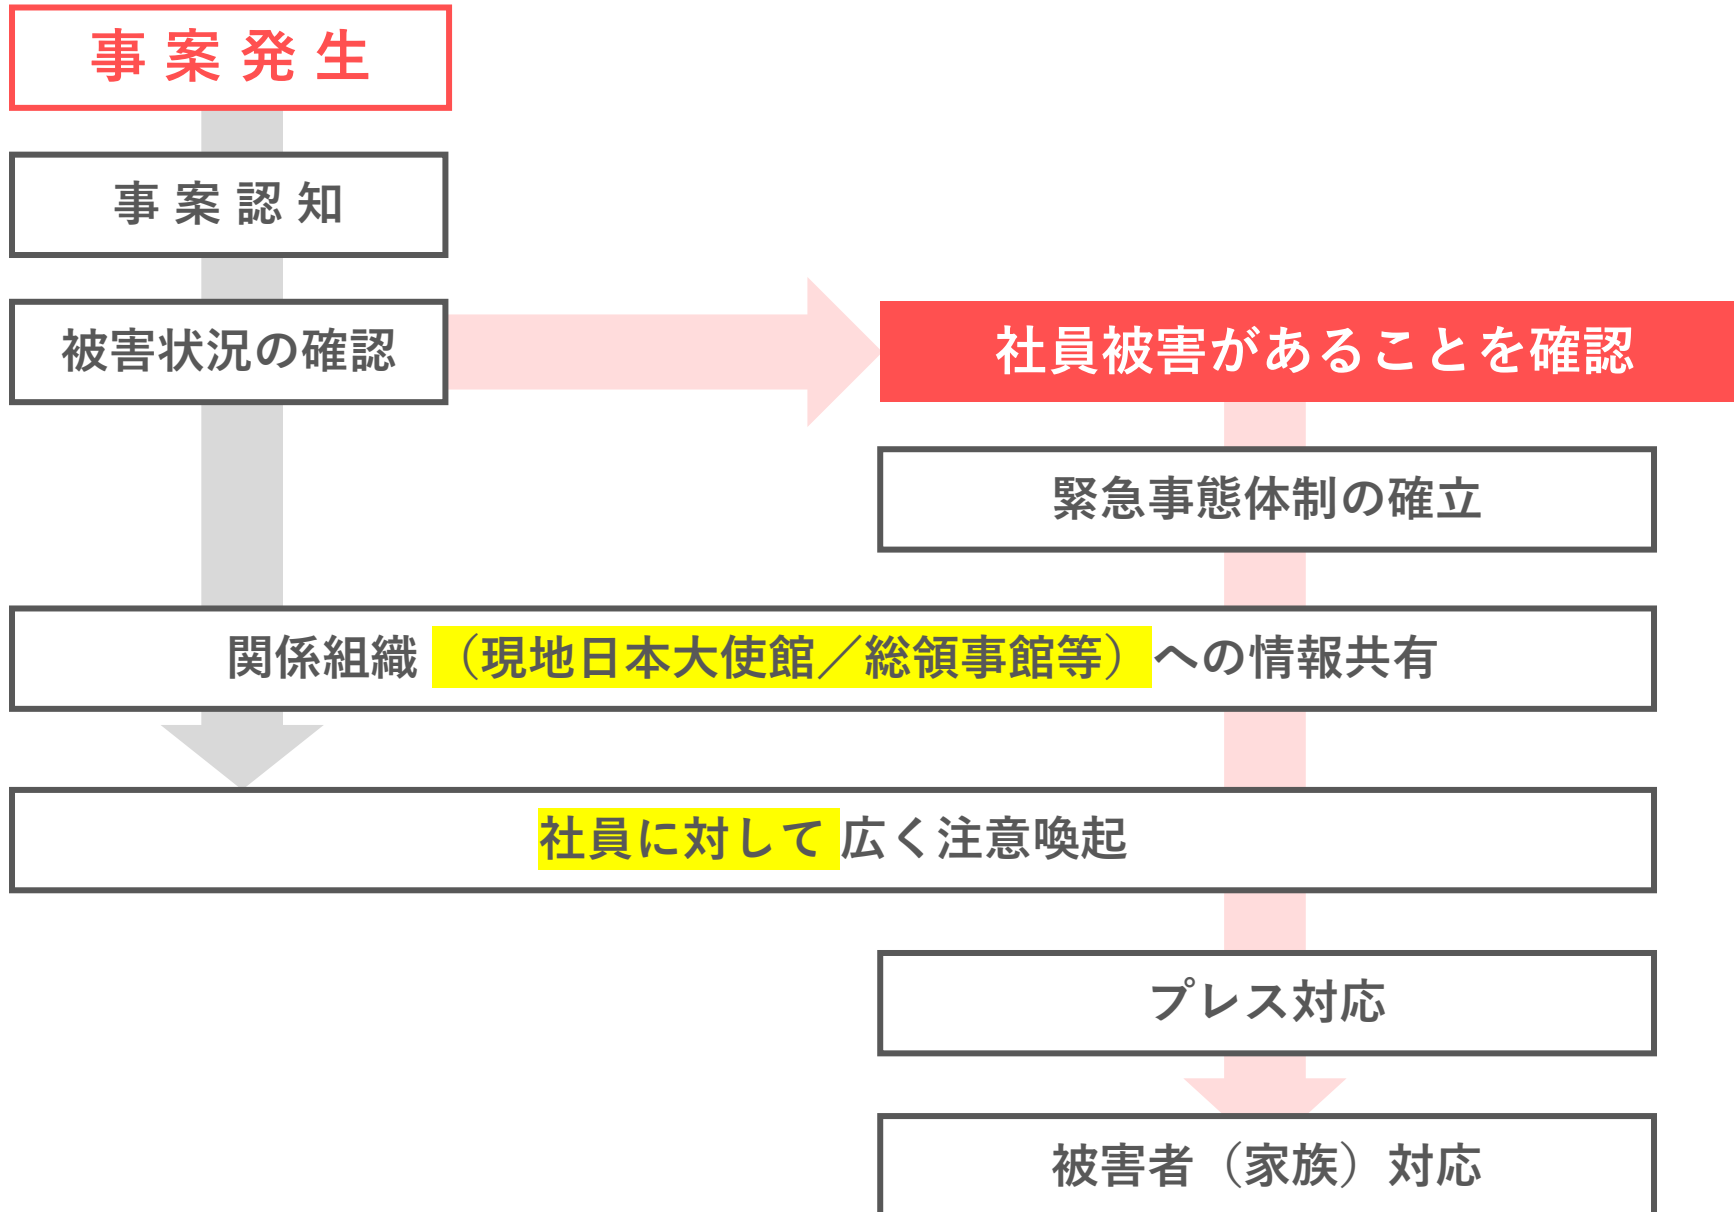 事案発生
事案認知
被害状況の確認
社員被害があることを確認
緊急事態体制の確立
関係組織（現地日本大使館／総領事館等）への情報共有
社員に対して広く注意喚起
プレス対応
被害者（家族）対応